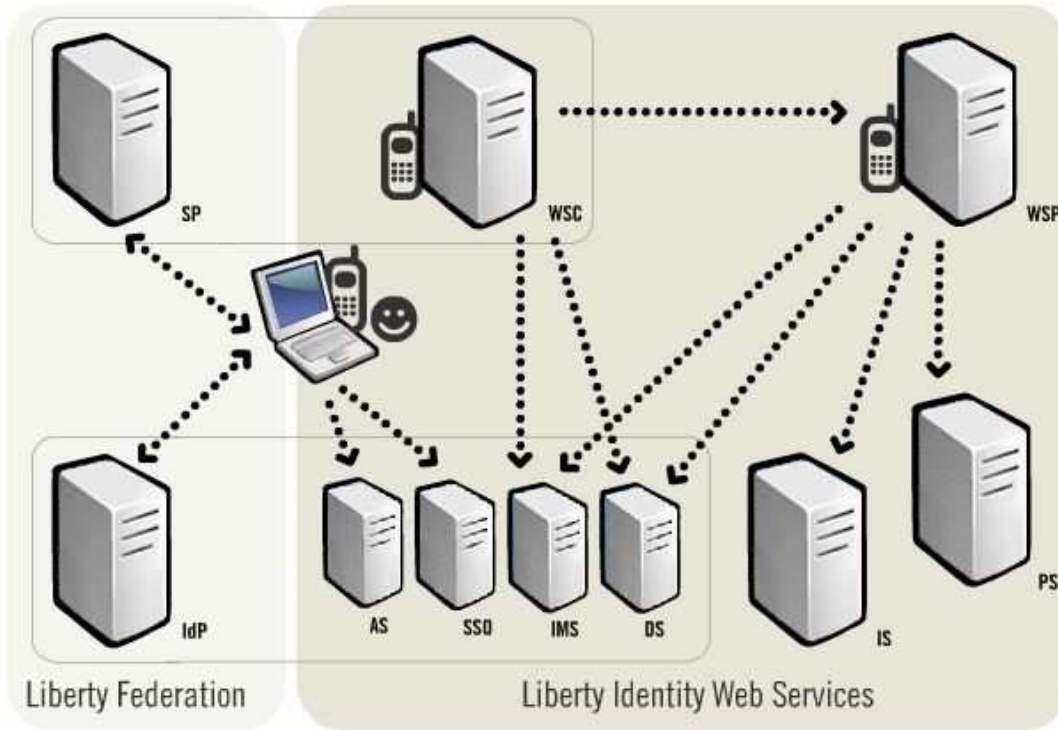 SP
WSC
WSP
IdP
AS
SSO
IMS
DS
IS
PS
Liberty Federation
Liberty Identity Web Services